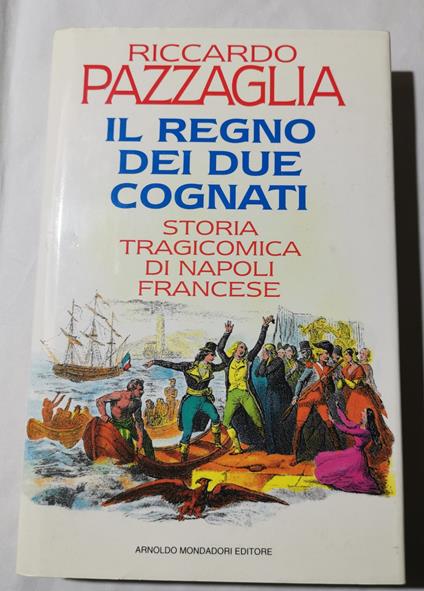 RICCARDO
PAZZAGLIA
IL REGNO
DEI DUE
COGNATI
STORIA
TRAGICOMICA
DI NAPOLI
FRANCESE
ARNOLDO MONDADORI EDITORE